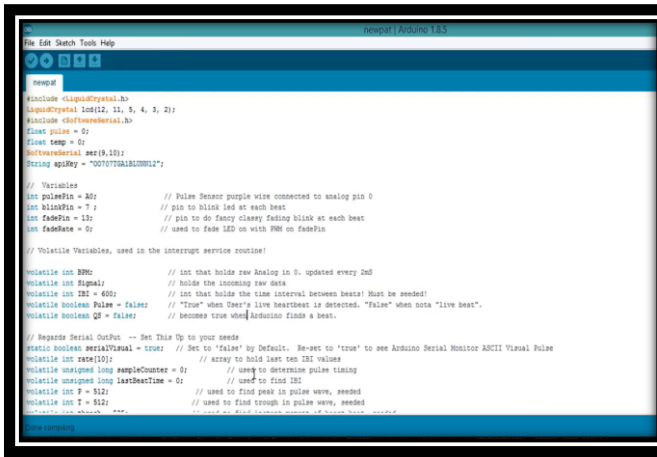 newpat | Arduino 1.8.5
File Edit Sketch Tools Help
newpat
#include <LiquidCrystal.h>
LiquidCrystal lcd(12, 11, 5, 4, 3, 2);
#include <SoftwareSerial.h>
float pulse = 0;
float temp = 0;
SoftwareSerial ser(9,10);
String apiKey = "OO707TGA1BLUNN12";
// Variables
int pulsePin = A0; // Pulse Sensor purple wire connected to analog pin 0
int blinkPin = 7 ; // pin to blink led at each beat
int fadePin = 13; // pin to do fancy classy fading blink at each beat
int fadeRate = 0; // used to fade LED on with PWM on fadePin
// Volatile Variables, used in the interrupt service routine!
volatile int BPM; // int that holds raw Analog in 0. updated every 2mS
volatile int Signal; // holds the incoming raw data
volatile int IBI = 600; // int that holds the time interval between beats! Must be seeded!
volatile boolean Pulse = false; // "True" when User's live heartbeat is detected. "False" when nota "live beat".
volatile boolean QS = false; // becomes true when Arduoino finds a beat.
// Regards Serial OutPut -- Set This Up to your needs
static boolean serialVisual = true; // Set to 'false' by Default. Re-set to 'true' to see Arduino Serial Monitor ASCII Visual Pulse
volatile int rate[10]; // array to hold last ten IBI values
volatile unsigned long sampleCounter = 0; // used to determine pulse timing
volatile unsigned long lastBeatTime = 0; // used to find IBI
volatile int P = 512; // used to find peak in pulse wave, seeded
volatile int T = 512; // used to find trough in pulse wave, seeded
Done compiling